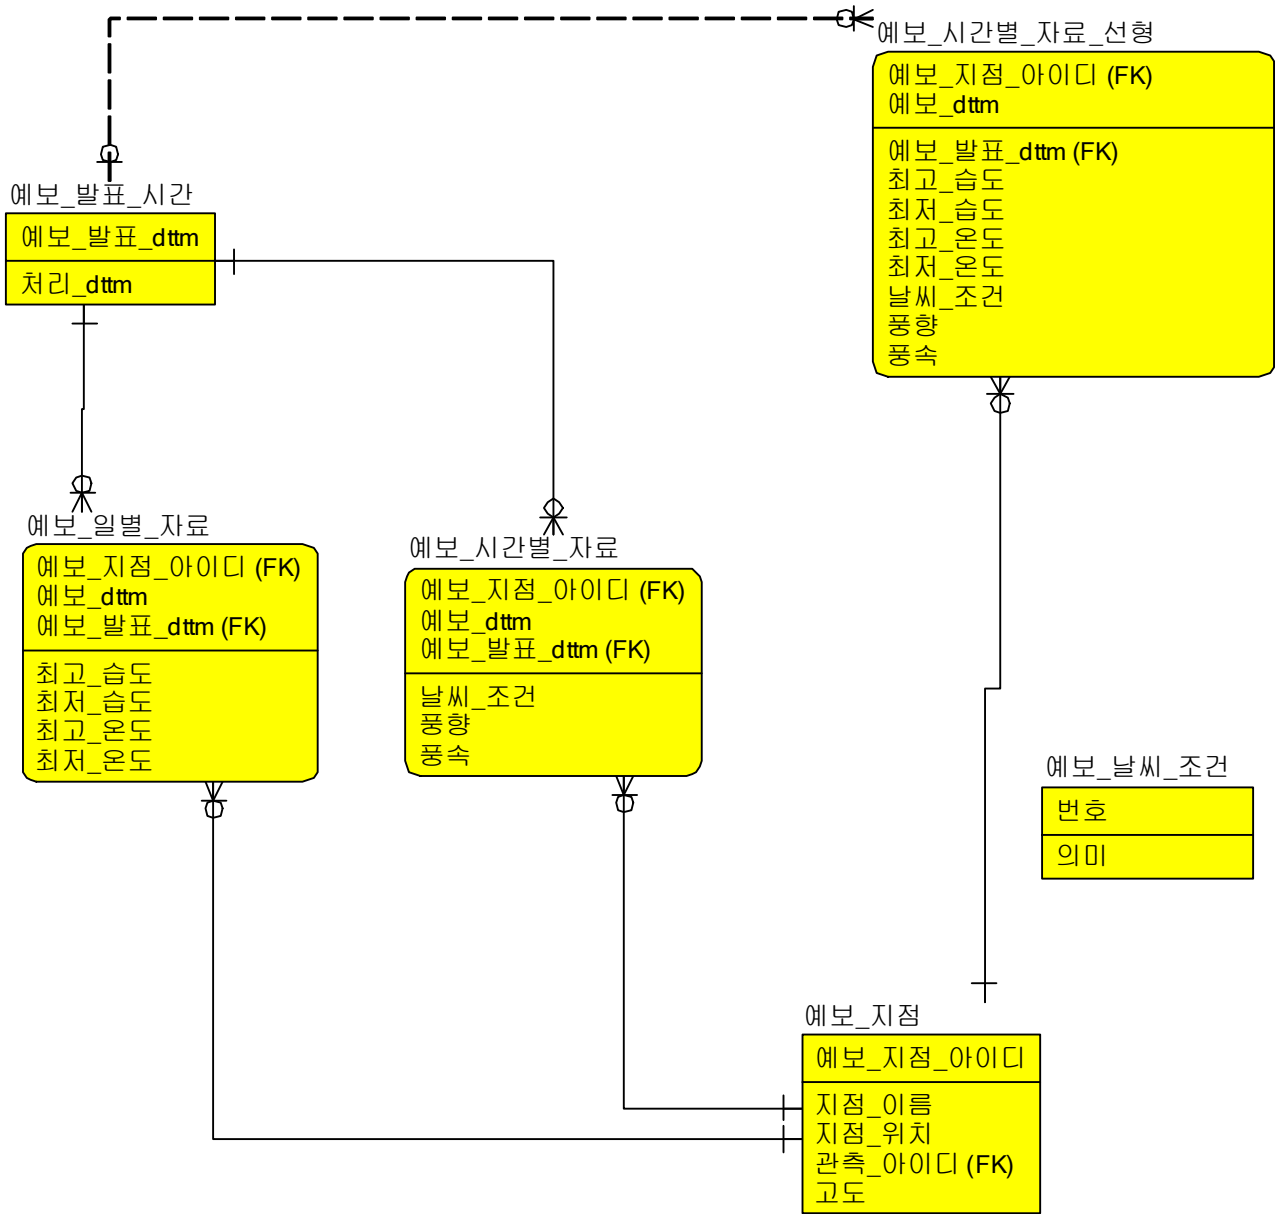 예보_시간별_자료_선형
예보_지점_아이디 (FK)
예보_dttm
예보_발표_dttm (FK)
최고_습도
최저_습도
최고_온도
최저_온도
날씨_조건
풍향
풍속
예보_발표_시간
예보_발표_dttm
처리_dttm
예보_일별_자료
예보_지점_아이디 (FK)
예보_dttm
예보_발표_dttm (FK)
최고_습도
최저_습도
최고_온도
최저_온도
예보_시간별_자료
예보_지점_아이디 (FK)
예보_dttm
예보_발표_dttm (FK)
날씨_조건
풍향
풍속
예보_날씨_조건
번호
의미
예보_지점
예보_지점_아이디
지점_이름
지점_위치
관측_아이디 (FK)
고도